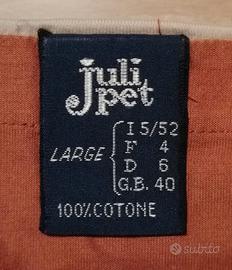 juli
pet
LARGE { I 5/52
F 4
D 6
G.B. 40
100% COTONE
subito